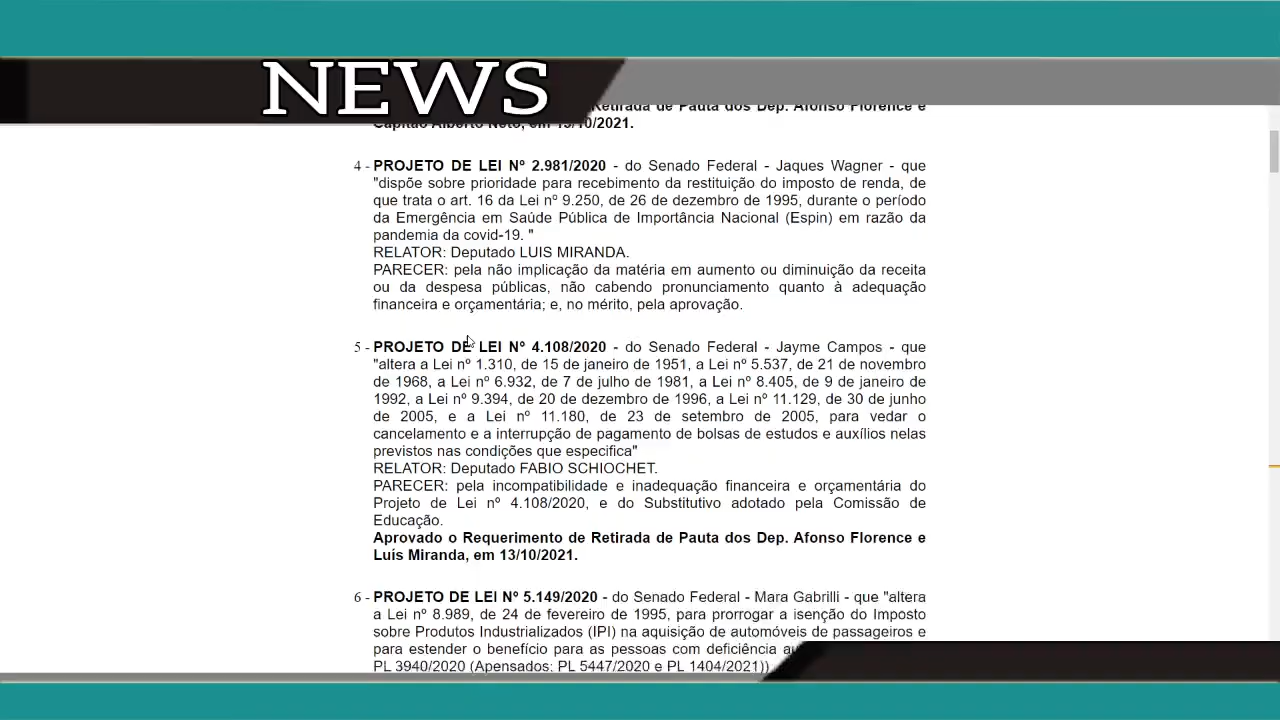 NEWS
Retirada de Pauta dos Dep. Afonso Florence e
Capitão Alberto Neto, em 13/10/2021.
4 - PROJETO DE LEI Nº 2.981/2020 - do Senado Federal - Jaques Wagner - que
"dispõe sobre prioridade para recebimento da restituição do imposto de renda, de
que trata o art. 16 da Lei nº 9.250, de 26 de dezembro de 1995, durante o período
da Emergência em Saúde Pública de Importância Nacional (Espin) em razão da
pandemia da covid-19. "
RELATOR: Deputado LUIS MIRANDA.
PARECER: pela não implicação da matéria em aumento ou diminuição da receita
ou da despesa públicas, não cabendo pronunciamento quanto à adequação
financeira e orçamentária; e, no mérito, pela aprovação.
5 - PROJETO DE LEI Nº 4.108/2020 - do Senado Federal - Jayme Campos - que
"altera a Lei nº 1.310, de 15 de janeiro de 1951, a Lei nº 5.537, de 21 de novembro
de 1968, a Lei nº 6.932, de 7 de julho de 1981, a Lei nº 8.405, de 9 de janeiro de
1992, a Lei nº 9.394, de 20 de dezembro de 1996, a Lei nº 11.129, de 30 de junho
de 2005, e a Lei nº 11.180, de 23 de setembro de 2005, para vedar o
cancelamento e a interrupção de pagamento de bolsas de estudos e auxílios nelas
previstos nas condições que especifica"
RELATOR: Deputado FABIO SCHIOCHET.
PARECER: pela incompatibilidade e inadequação financeira e orçamentária do
Projeto de Lei nº 4.108/2020, e do Substitutivo adotado pela Comissão de
Educação.
Aprovado o Requerimento de Retirada de Pauta dos Dep. Afonso Florence e
Luís Miranda, em 13/10/2021.
6 - PROJETO DE LEI Nº 5.149/2020 - do Senado Federal - Mara Gabrilli - que "altera
a Lei nº 8.989, de 24 de fevereiro de 1995, para prorrogar a isenção do Imposto
sobre Produtos Industrializados (IPI) na aquisição de automóveis de passageiros e
para estender o benefício para as pessoas com deficiência
PL 3940/2020 (Apensados: PL 5447/2020 e PL 1404/2021))